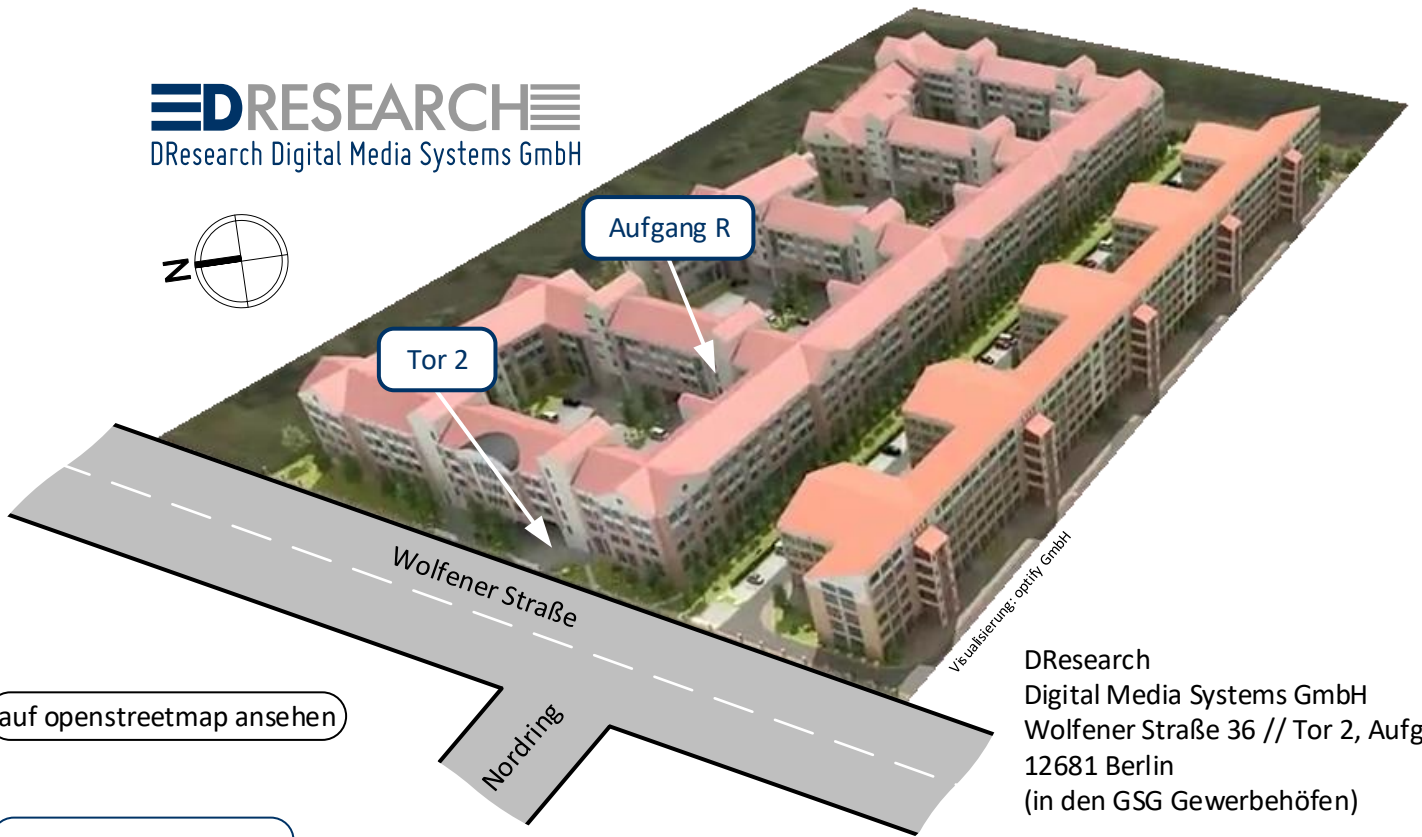 DRESEARCH
DResearch Digital Media Systems GmbH
N
Aufgang R
Tor 2
Wolfener Straße
Nordring
Visualisierung: optify GmbH
auf openstreetmap ansehen
DResearch
Digital Media Systems GmbH
Wolfener Straße 36 // Tor 2, Aufg
12681 Berlin
(in den GSG Gewerbehöfen)